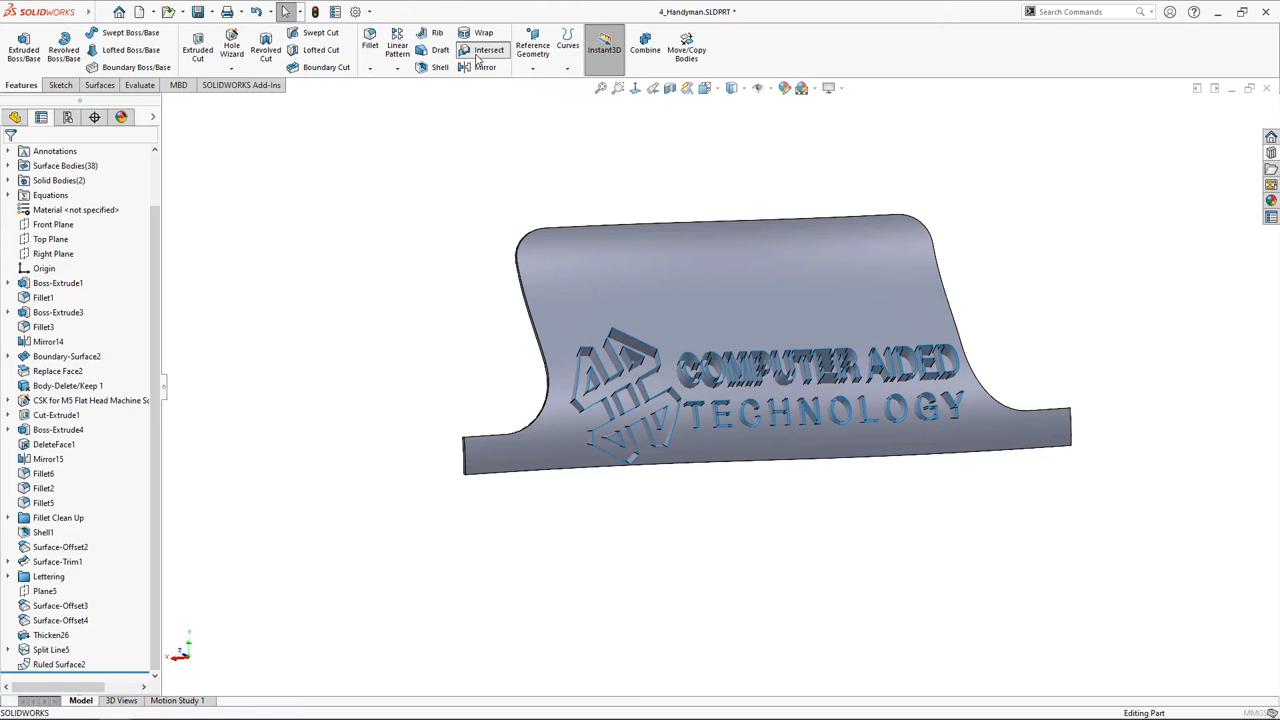 SOLIDWORKS
4_Handyman.SLDPRT *
Search Commands
Extruded Boss/Base
Revolved Boss/Base
Swept Boss/Base
Lofted Boss/Base
Boundary Boss/Base
Extruded Cut
Hole Wizard
Revolved Cut
Swept Cut
Lofted Cut
Boundary Cut
Fillet
Linear Pattern
Rib
Draft
Shell
Wrap
Intersect
Mirror
Reference Geometry
Curves
Instant3D
Combine
Move/Copy Bodies
Features
Sketch
Surfaces
Evaluate
MBD
SOLIDWORKS Add-Ins
Annotations
Surface Bodies(38)
Solid Bodies(2)
Equations
Material <not specified>
Front Plane
Top Plane
Right Plane
Origin
Boss-Extrude1
Fillet1
Boss-Extrude3
Fillet3
Mirror14
Boundary-Surface2
Replace Face2
Body-Delete/Keep 1
CSK for M5 Flat Head Machine Sc
Cut-Extrude1
Boss-Extrude4
DeleteFace1
Mirror15
Fillet6
Fillet2
Fillet5
Fillet Clean Up
Shell1
Surface-Offset2
Surface-Trim1
Lettering
Plane5
Surface-Offset3
Surface-Offset4
Thicken26
Split Line5
Ruled Surface2
COMPUTER AIDED
TECHNOLOGY
Y
X
Z
Model
3D Views
Motion Study 1
SOLIDWORKS
Editing Part
MMGS